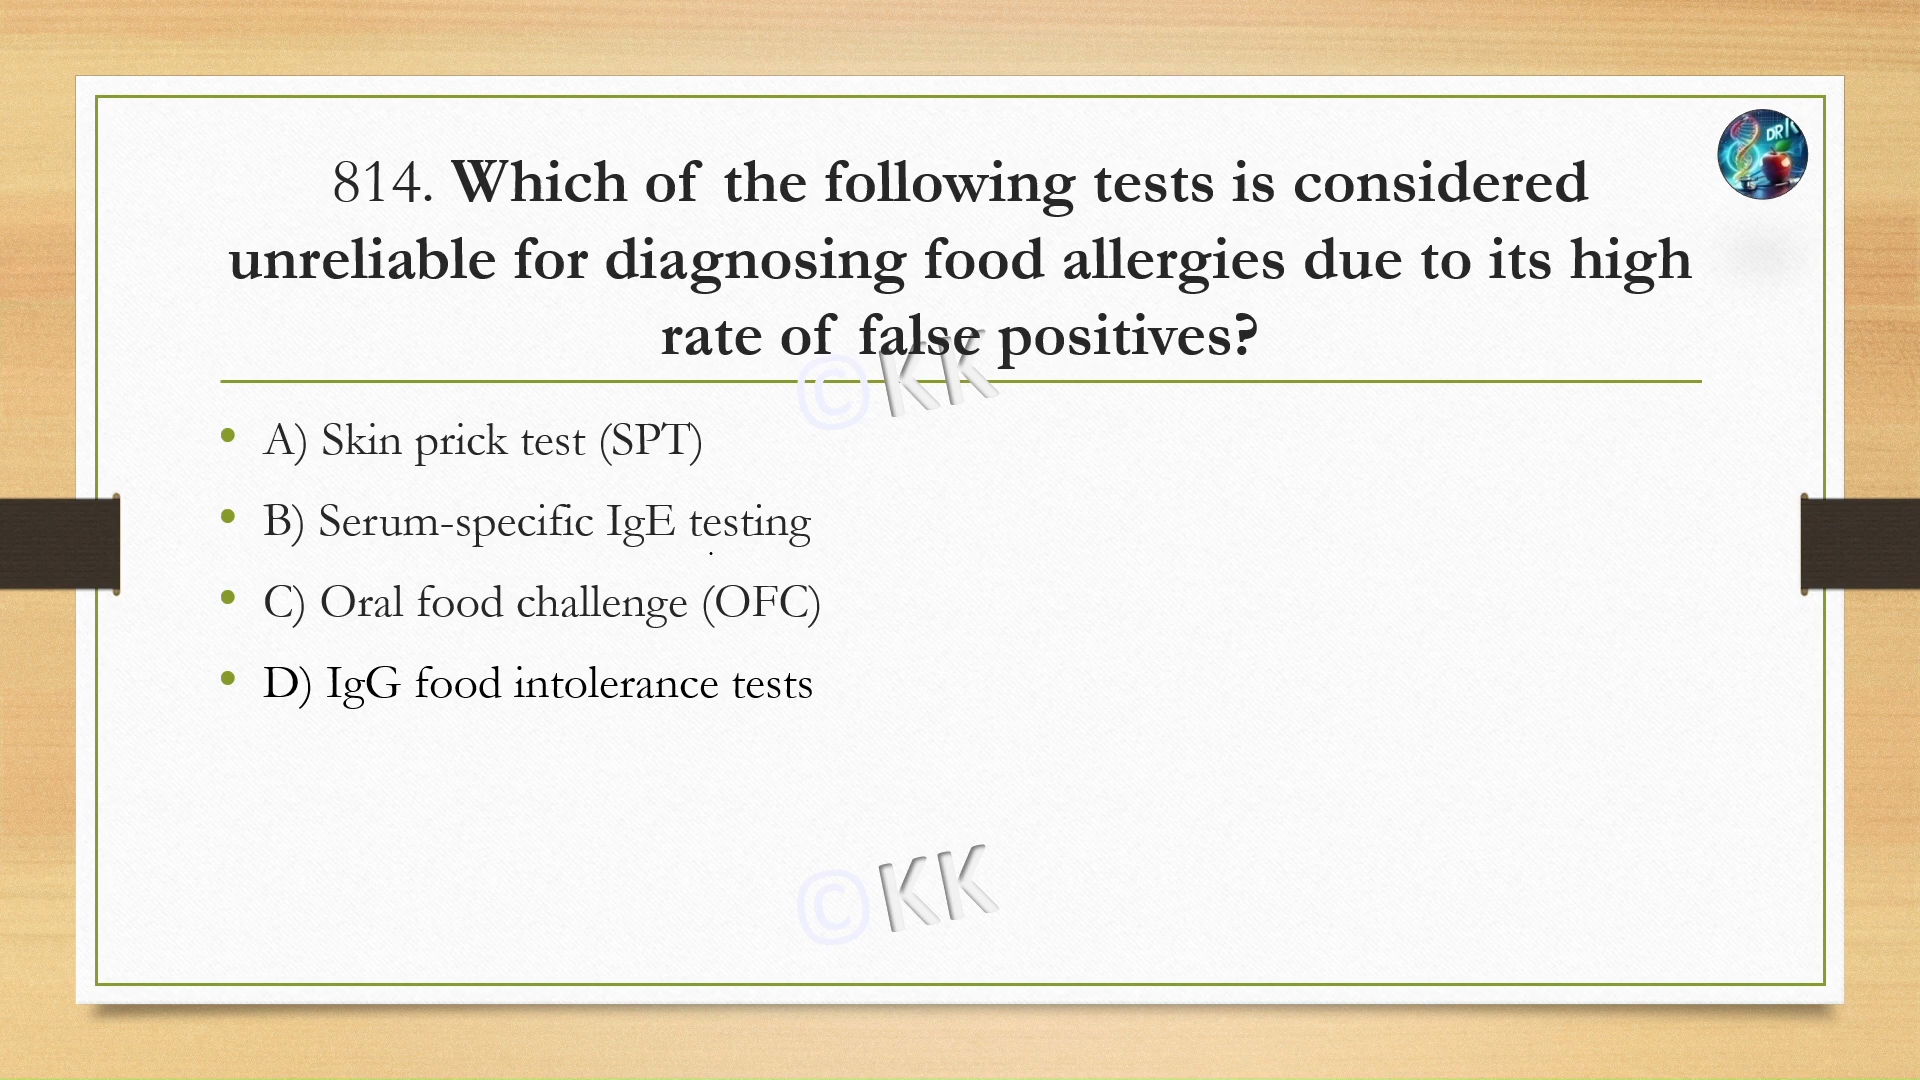 814. Which of the following tests is considered
unreliable for diagnosing food allergies due to its high
rate of false positives?
©KK
• A) Skin prick test (SPT)
• B) Serum-specific IgE testing
• C) Oral food challenge (OFC)
• D) IgG food intolerance tests
©KK
DR